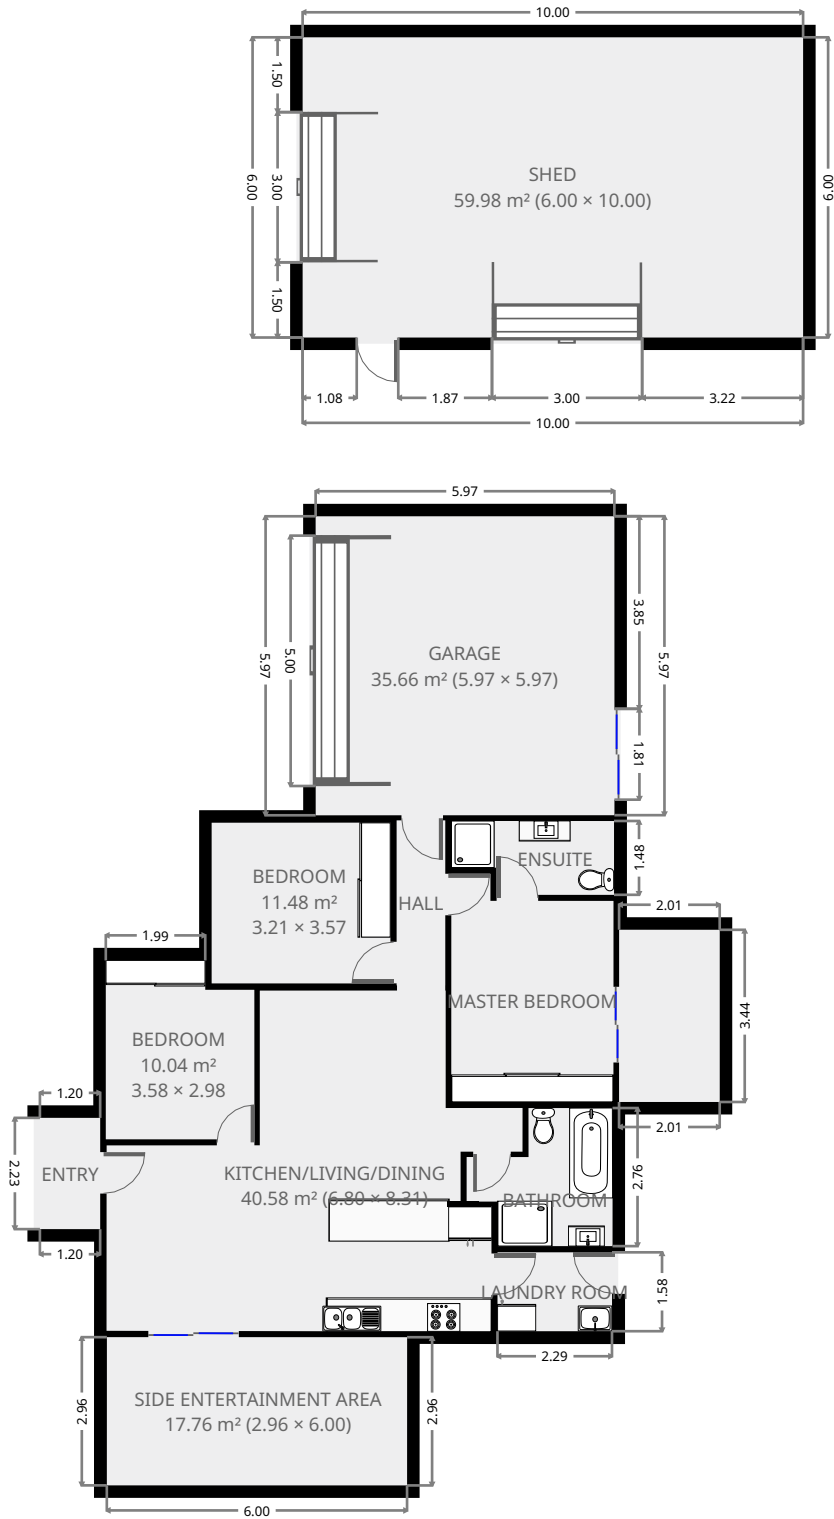 10.00
1.50
6.00
3.00
SHED
59.98 m² (6.00 × 10.00)
6.00
1.50
1.08
1.87
3.00
3.22
10.00
5.97
3.85
5.97
5.00
GARAGE
35.66 m² (5.97 × 5.97)
5.97
1.81
ENSUITE
1.48
BEDROOM
11.48 m²
3.21 × 3.57
HALL
2.01
1.99
MASTER BEDROOM
3.44
BEDROOM
10.04 m²
3.58 × 2.98
1.20
2.01
2.23
ENTRY
KITCHEN/LIVING/DINING
40.58 m² (6.80 × 8.31)
2.76
BATHROOM
1.20
LAUNDRY ROOM
1.58
2.29
2.96
SIDE ENTERTAINMENT AREA
17.76 m² (2.96 × 6.00)
2.96
6.00